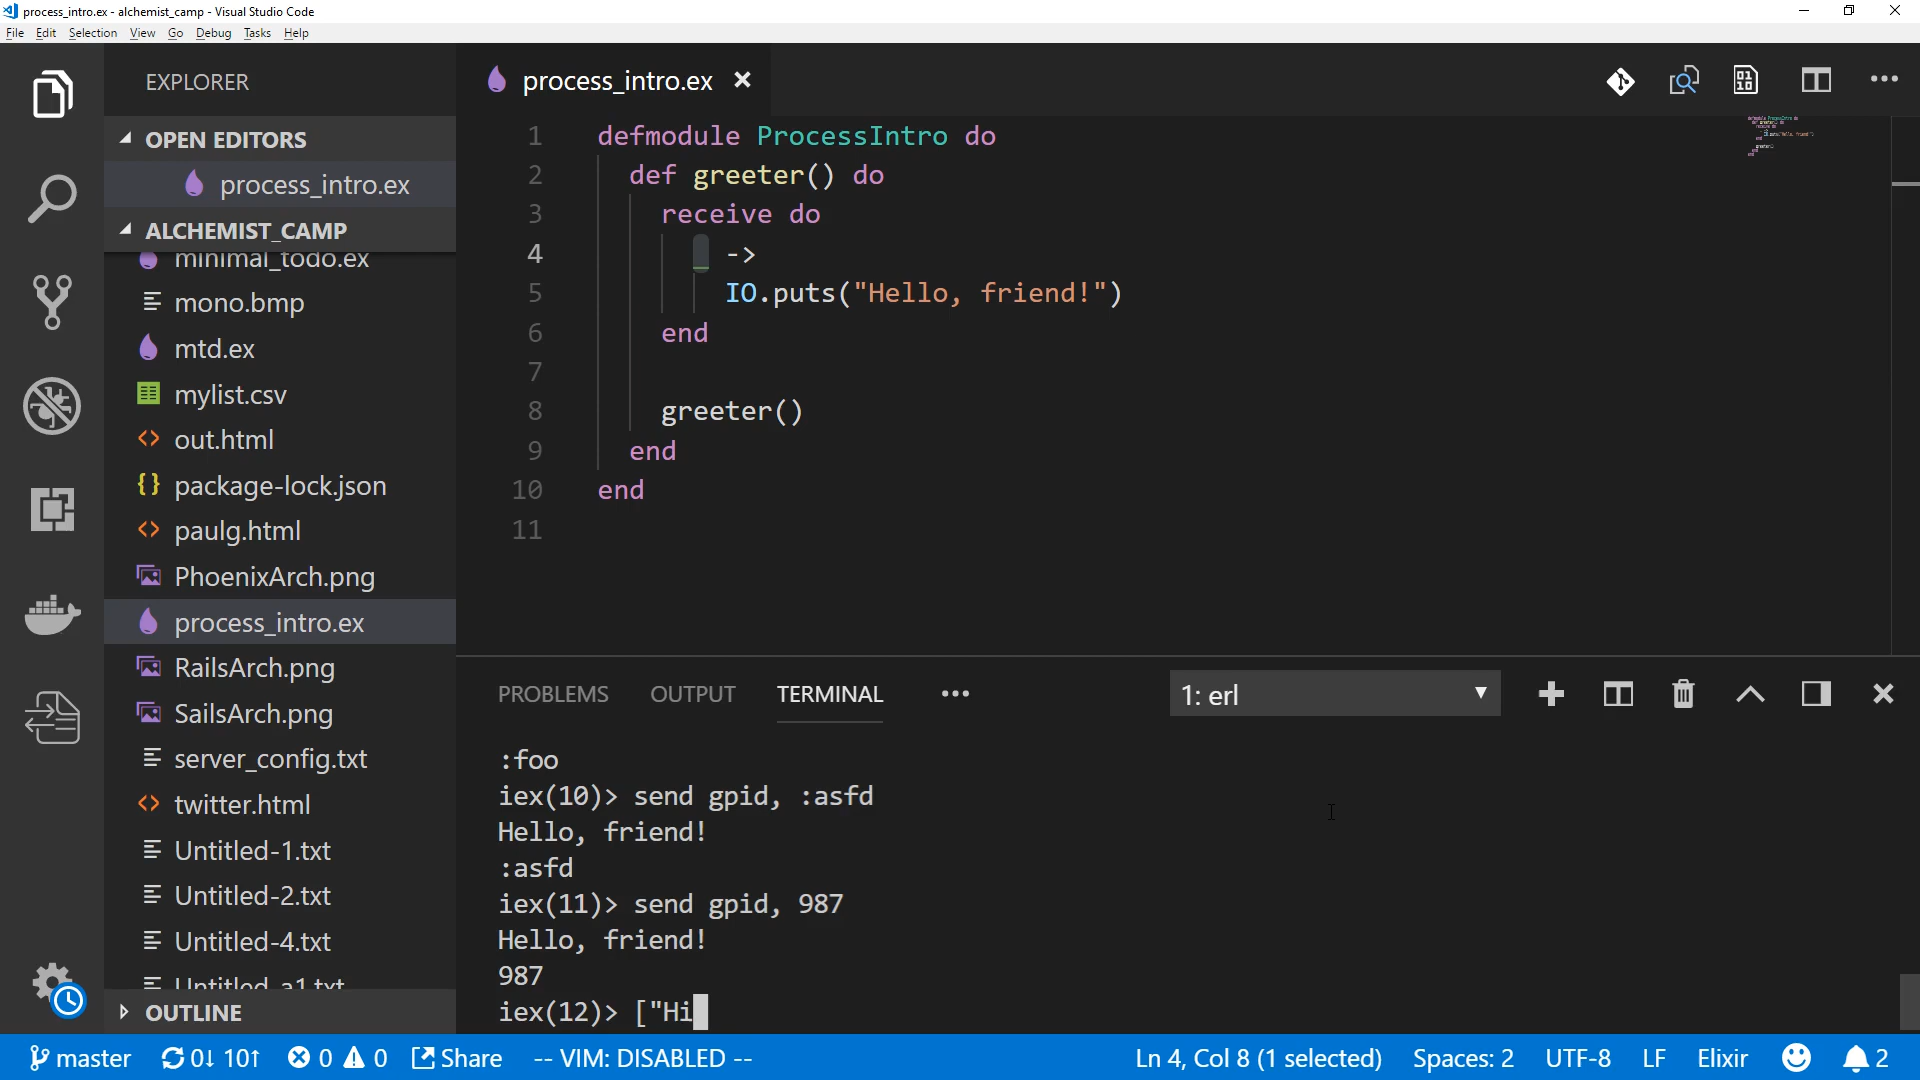 process_intro.ex - alchemist_camp - Visual Studio Code
File Edit Selection View Go Debug Tasks Help
EXPLORER
OPEN EDITORS
process_intro.ex
ALCHEMIST_CAMP
minimal_todo.ex
mono.bmp
mtd.ex
mylist.csv
out.html
package-lock.json
paulg.html
PhoenixArch.png
process_intro.ex
RailsArch.png
SailsArch.png
server_config.txt
twitter.html
Untitled-1.txt
Untitled-2.txt
Untitled-4.txt
Untitled-a1.txt
OUTLINE
process_intro.ex
1 defmodule ProcessIntro do
2 def greeter() do
3 receive do
4 _ ->
5 IO.puts("Hello, friend!")
6 end
7
8 greeter()
9 end
10 end
11
PROBLEMS OUTPUT TERMINAL ••• 1: erl
:foo
iex(10)> send gpid, :asfd
Hello, friend!
:asfd
iex(11)> send gpid, 987
Hello, friend!
987
iex(12)> ["Hi
master 0↓ 10↑ 0 0 Share -- VIM: DISABLED -- Ln 4, Col 8 (1 selected) Spaces: 2 UTF-8 LF Elixir 2